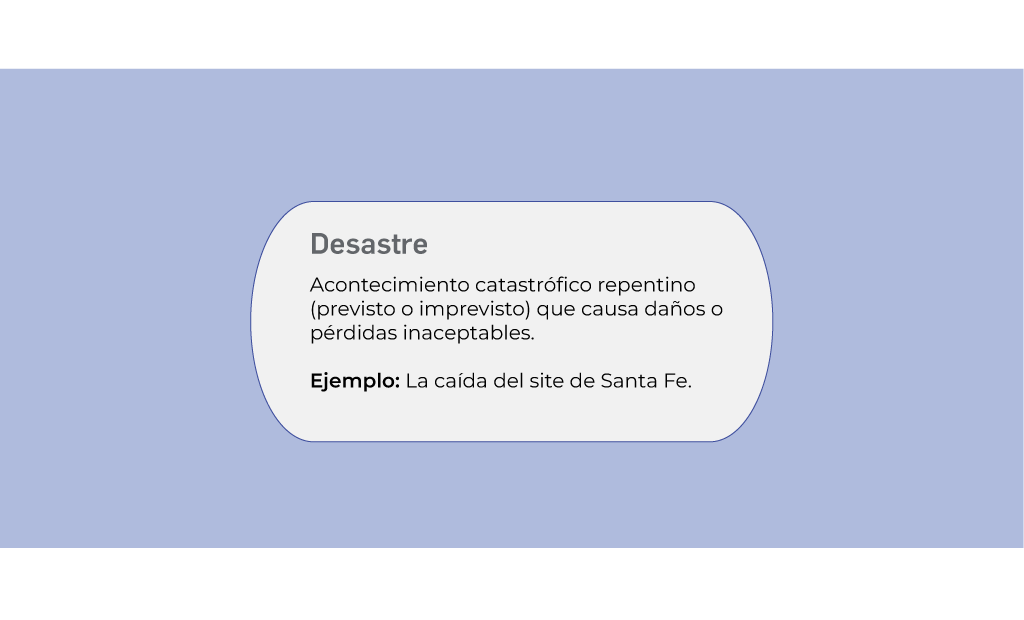 Desastre
Acontecimiento catastrófico repentino
(previsto o imprevisto) que causa daños o
pérdidas inaceptables.
Ejemplo: La caída del site de Santa Fe.